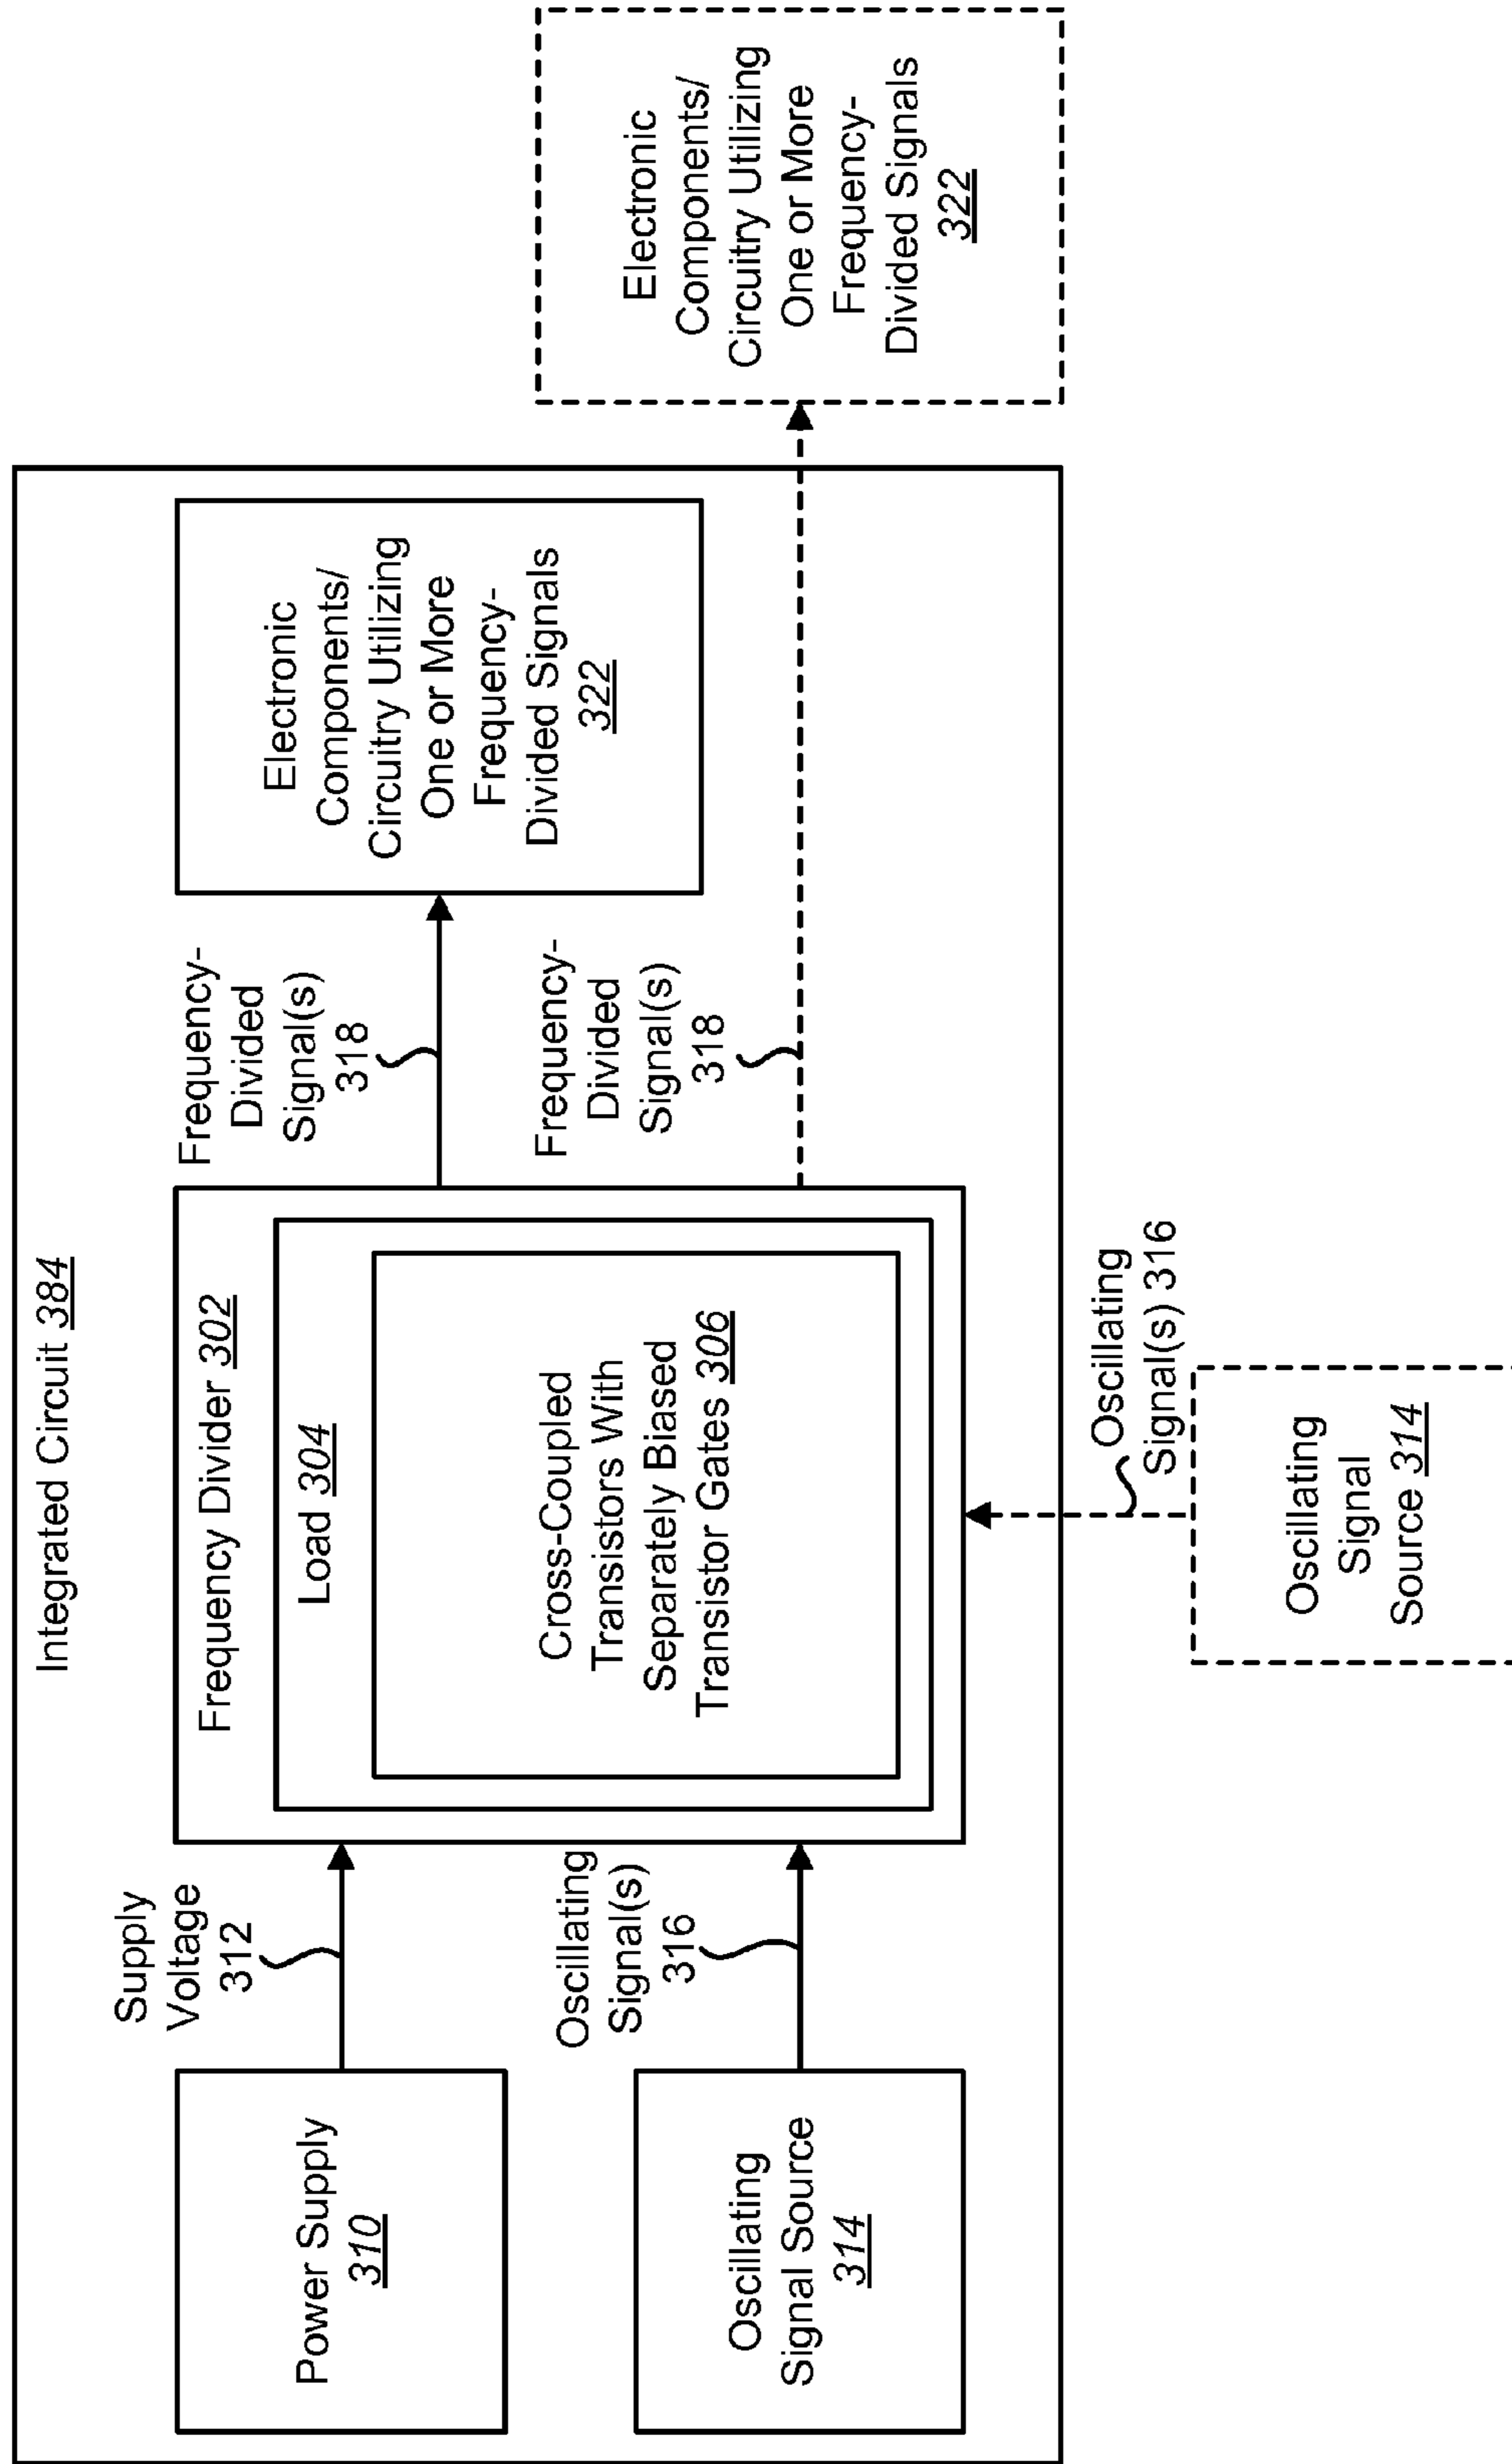 Integrated Circuit 384
Power Supply
310
Supply
Voltage
312
Oscillating
Signal Source
314
Oscillating
Signal(s)
316
Frequency Divider 302
Load 304
Cross-Coupled
Transistors With
Separately Biased
Transistor Gates 306
Frequency-
Divided
Signal(s)
318
Frequency-
Divided
Signal(s)
318
Electronic
Components/
Circuitry Utilizing
One or More
Frequency-
Divided Signals
322
Electronic
Components/
Circuitry Utilizing
One or More
Frequency-
Divided Signals
322
Oscillating
Signal(s) 316
Oscillating
Signal
Source 314